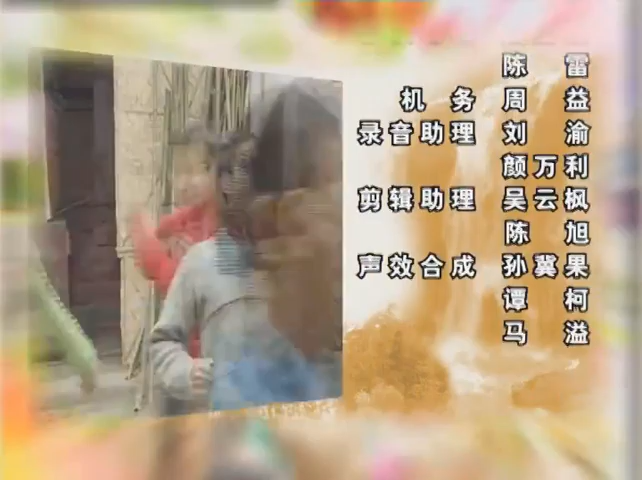 陈 雷
机 务 周 益
录音助理 刘 渝
颜万利
剪辑助理 吴云枫
陈 旭
声效合成 孙冀果
谭 柯
马 溢